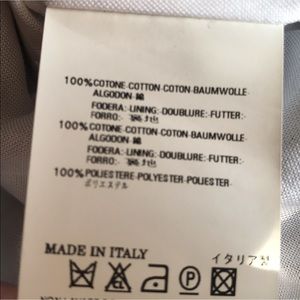 100%COTONE-COTTON-COTON-BAUMWOLLE-
ALGODON-綿
FODERA:-LINING:-DOUBLURE:-FUTTER:-
FORRO:-
100%COTONE-COTTON-COTON-BAUMWOLLE-
ALGODON-綿
FODERA:-LINING:-DOUBLURE:-FUTTER:-
FORRO:-
100%POLIESTERE-POLYESTER-POLIESTER-
ポリエステル
MADE IN ITALY
イタリア製
P